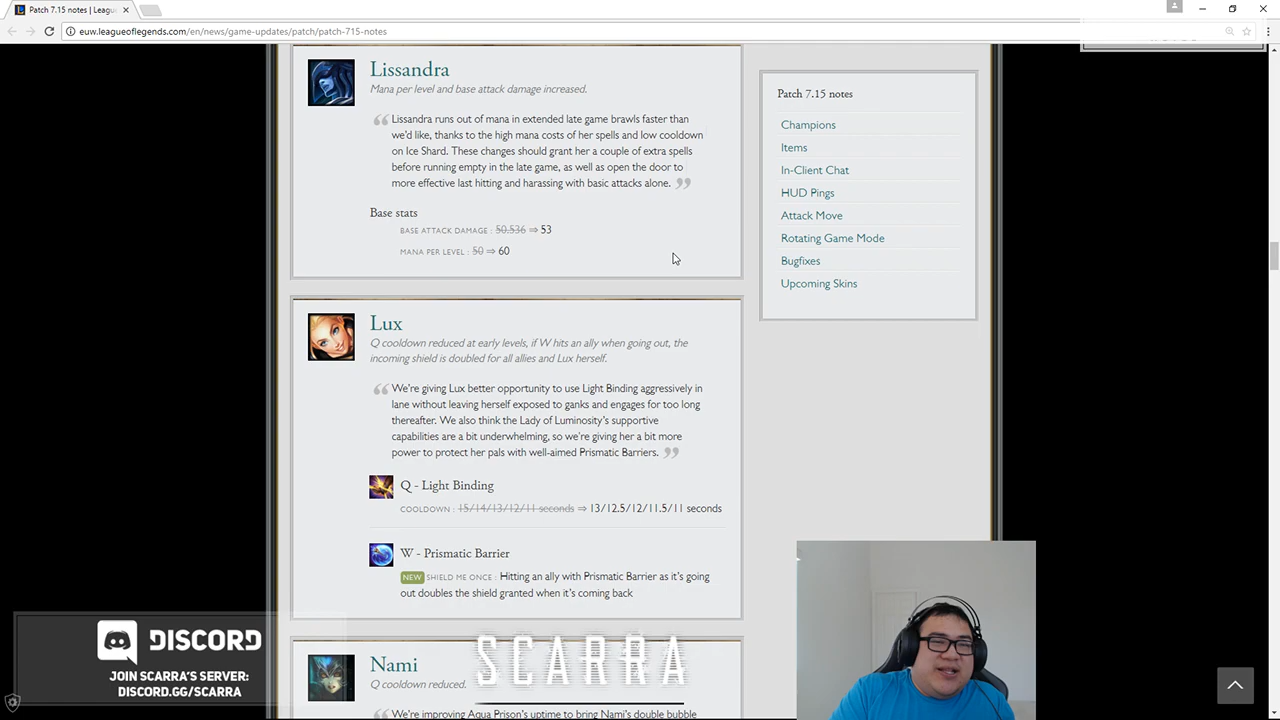 Patch 7.15 notes | Leagu
euw.leagueoflegends.com/en/news/game-updates/patch/patch-715-notes
Lissandra
Mana per level and base attack damage increased.
Lissandra runs out of mana in extended late game brawls faster than
we'd like, thanks to the high mana costs of her spells and low cooldown
on Ice Shard. These changes should grant her a couple of extra spells
before running empty in the late game, as well as open the door to
more effective last hitting and harassing with basic attacks alone.
Base stats
BASE ATTACK DAMAGE : 50.536 ⇒ 53
MANA PER LEVEL : 50 ⇒ 60
Lux
Q cooldown reduced at early levels, if W hits an ally when going out, the
incoming shield is doubled for all allies and Lux herself.
We're giving Lux better opportunity to use Light Binding aggressively in
lane without leaving herself exposed to ganks and engages for too long
thereafter. We also think the Lady of Luminosity's supportive
capabilities are a bit underwhelming, so we're giving her a bit more
power to protect her pals with well-aimed Prismatic Barriers.
Q - Light Binding
COOLDOWN : 15/14/13/12/11 seconds ⇒ 13/12.5/12/11.5/11 seconds
W - Prismatic Barrier
NEW SHIELD ME ONCE : Hitting an ally with Prismatic Barrier as it's going
out doubles the shield granted when it's coming back
Nami
Q cooldown reduced.
We're improving Aqua Prison's uptime to bring Nami's double bubble
Patch 7.15 notes
Champions
Items
In-Client Chat
HUD Pings
Attack Move
Rotating Game Mode
Bugfixes
Upcoming Skins
DISCORD
JOIN SCARRA'S SERVER:
DISCORD.GG/SCARRA
SCARRA